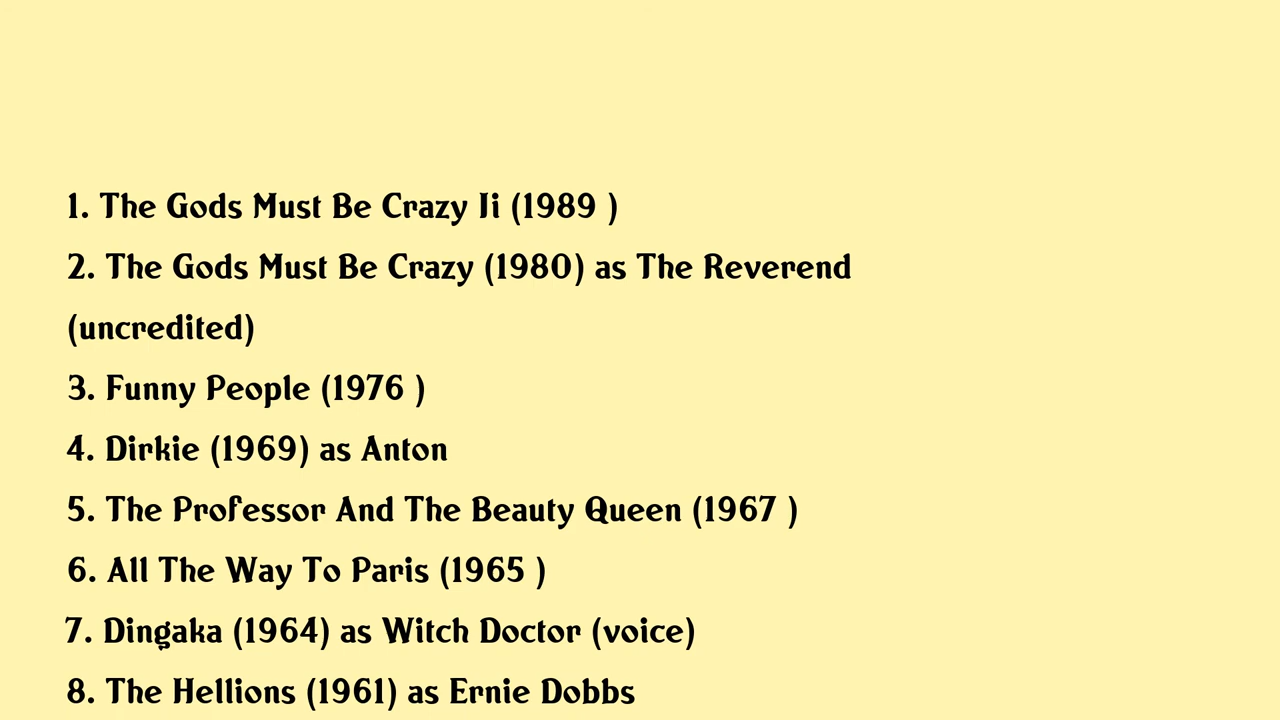 1. The Gods Must Be Crazy Ii (1989 )
2. The Gods Must Be Crazy (1980) as The Reverend
(uncredited)
3. Funny People (1976 )
4. Dirkie (1969) as Anton
5. The Professor And The Beauty Queen (1967 )
6. All The Way To Paris (1965 )
7. Dingaka (1964) as Witch Doctor (voice)
8. The Hellions (1961) as Ernie Dobbs